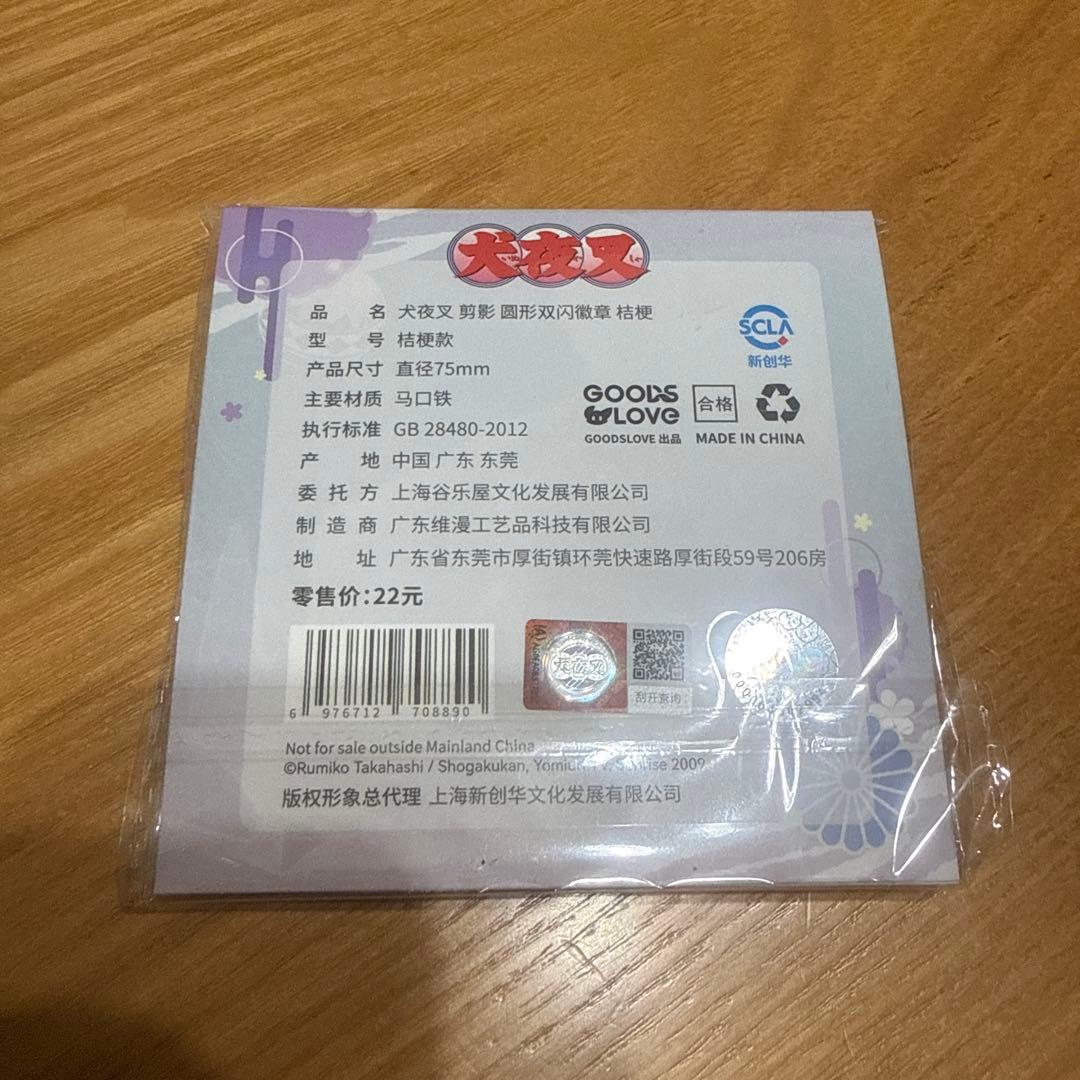 犬夜叉
品 名 犬夜叉 剪影 圆形双闪徽章 桔梗
型 号 桔梗款
产品尺寸 直径75mm
主要材质 马口铁
执行标准 GB 28480-2012
产 地 中国 广东 东莞
委托方 上海谷乐屋文化发展有限公司
制造商 广东维漫工艺品科技有限公司
地 址 广东省东莞市厚街镇环莞快速路厚街段59号206房
零售价:22元
SCLA
新创华
GOODS
LOVE
GOODSLOVE 出品
合格
MADE IN CHINA
犬夜叉
刮开查询
6 976712 708890
Not for sale outside Mainland China
©Rumiko Takahashi / Shogakukan, Yomiuri TV, Sunrise 2009
版权形象总代理 上海新创华文化发展有限公司